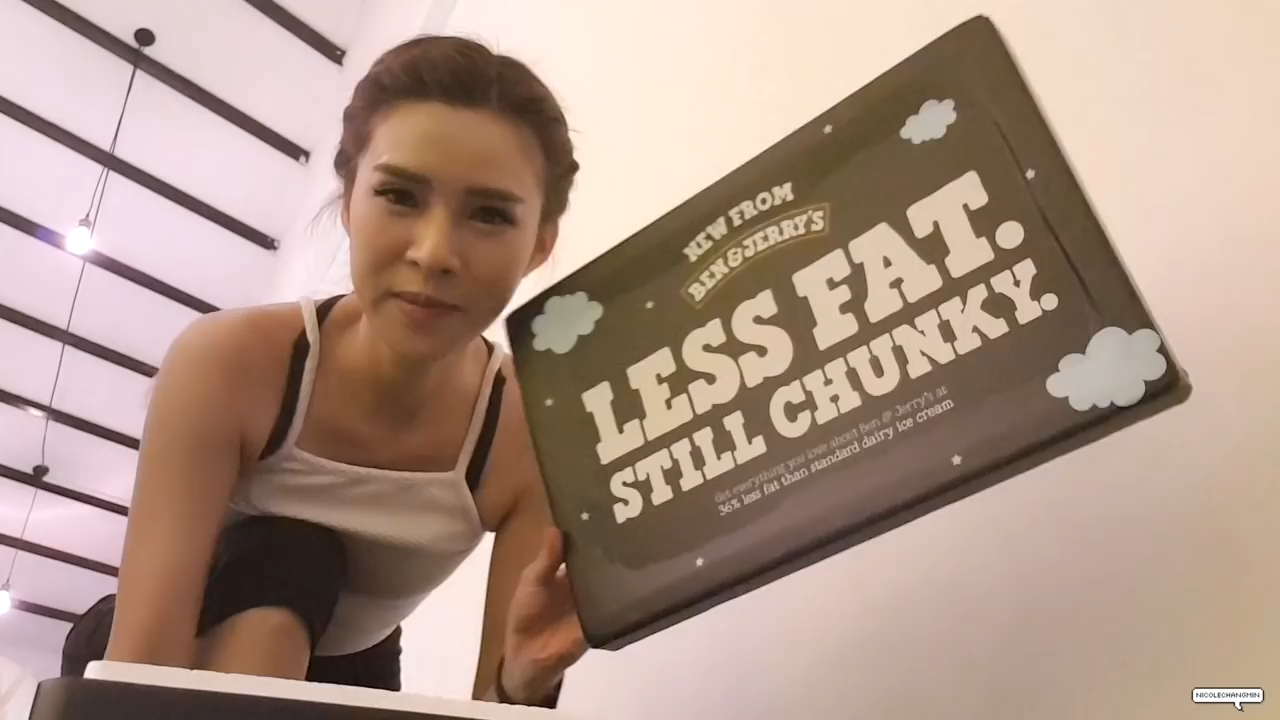 NEW FROM
BEN & JERRY'S
LESS FAT.
STILL CHUNKY.
Get everything you love about Ben & Jerry's at
36% less fat than standard dairy ice cream
NICOLECHANGMIN